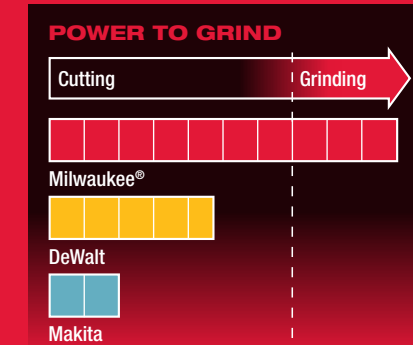 POWER TO GRIND
Cutting Grinding
Milwaukee®
DeWalt
Makita